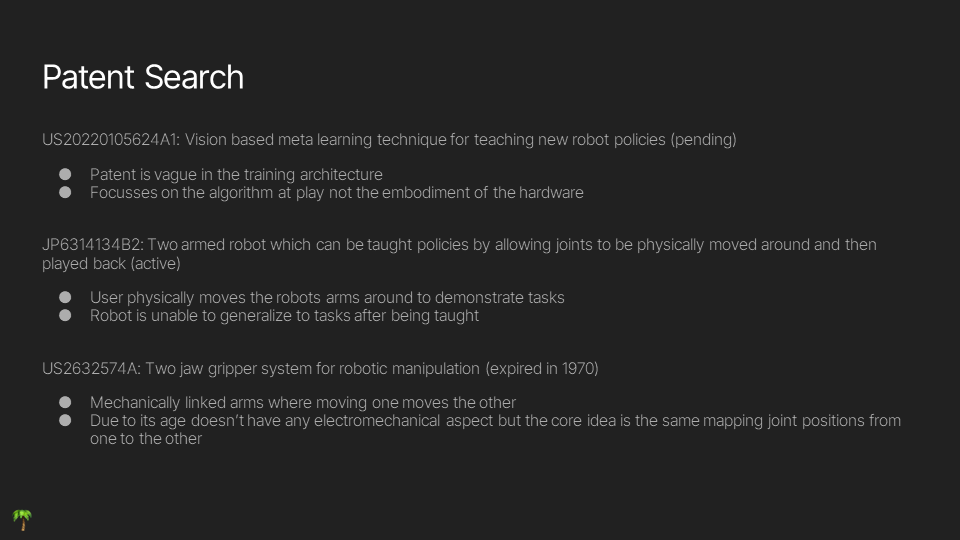 Patent Search
US20220105624A1: Vision based meta learning technique for teaching new robot policies (pending)
● Patent is vague in the training architecture
● Focusses on the algorithm at play not the embodiment of the hardware
JP6314134B2: Two armed robot which can be taught policies by allowing joints to be physically moved around and then
played back (active)
● User physically moves the robots arms around to demonstrate tasks
● Robot is unable to generalize to tasks after being taught
US2632574A: Two jaw gripper system for robotic manipulation (expired in 1970)
● Mechanically linked arms where moving one moves the other
● Due to its age doesn’t have any electromechanical aspect but the core idea is the same mapping joint positions from
one to the other